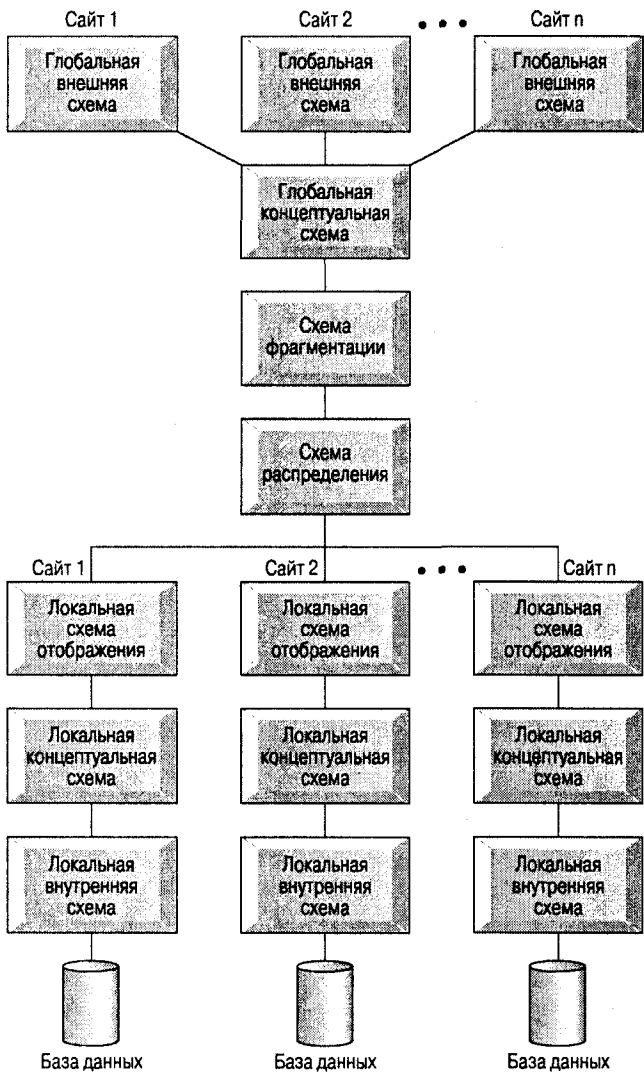 Сайт 1
Сайт 2
• • •
Сайт n
Глобальная
внешняя
схема
Глобальная
внешняя
схема
Глобальная
внешняя
схема
Глобальная
концептуальная
схема
Схема
фрагментации
Схема
распределения
Сайт 1
Сайт 2
• • •
Сайт n
Локальная
схема
отображения
Локальная
схема
отображения
Локальная
схема
отображения
Локальная
концептуальная
схема
Локальная
концептуальная
схема
Локальная
концептуальная
схема
Локальная
внутренняя
схема
Локальная
внутренняя
схема
Локальная
внутренняя
схема
База данных
База данных
База данных